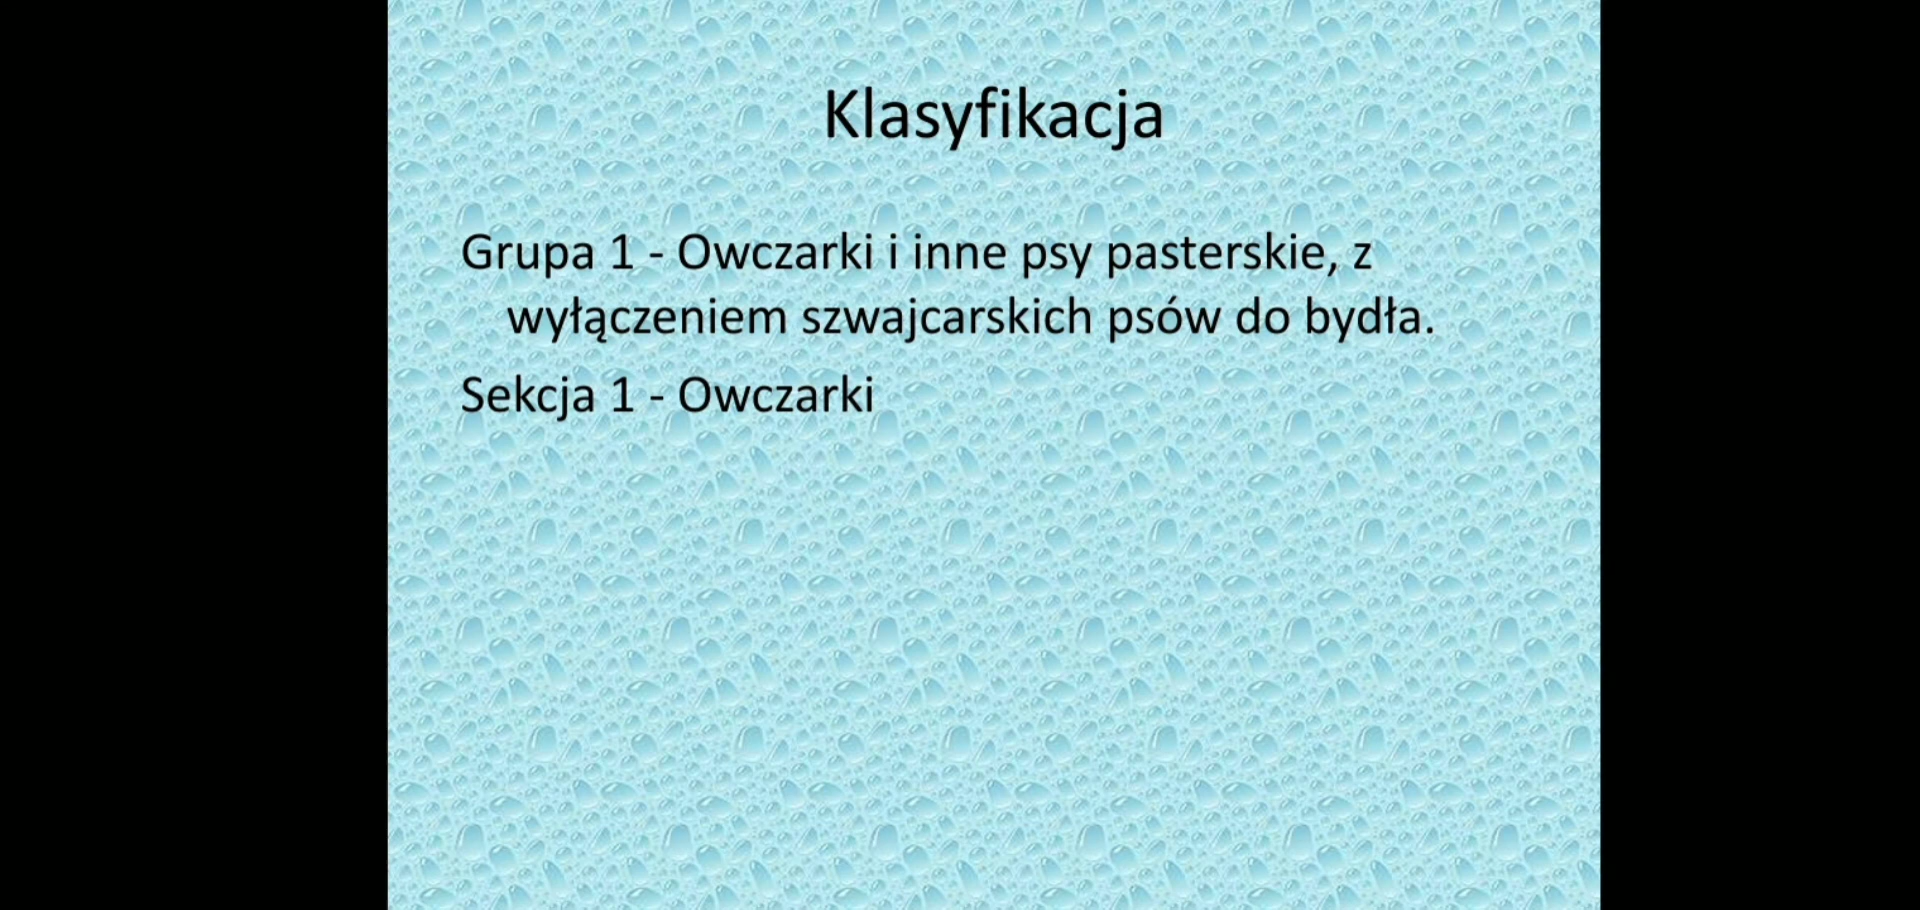 Klasyfikacja
Grupa 1 - Owczarki i inne psy pasterskie, z
wyłączeniem szwajcarskich psów do bydła.
Sekcja 1 - Owczarki